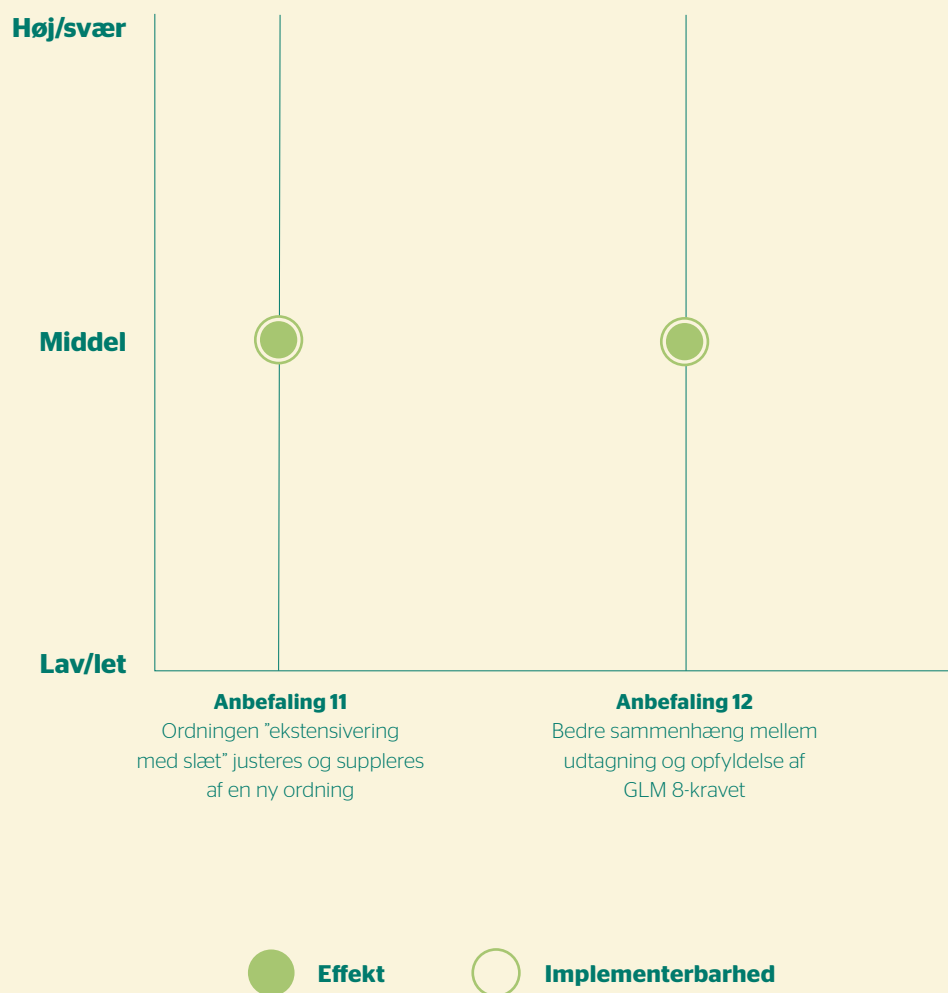 Høj/svær
Middel
Lav/let
Anbefaling 11
Ordningen ”ekstensivering
med slæt” justeres og suppleres
af en ny ordning
Anbefaling 12
Bedre sammenhæng mellem
udtagning og opfyldelse af
GLM 8-kravet
Effekt
Implementerbarhed